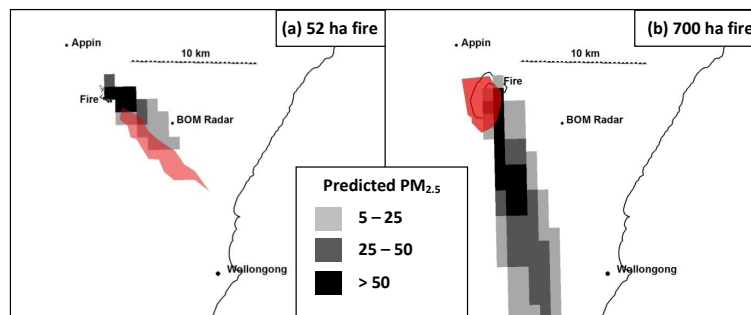 (a) 52 ha fire
Appin
10 km
Fire
BOM Radar
Wollongong
(b) 700 ha fire
Appin
10 km
Fire
BOM Radar
Wollongong
Predicted PM2.5
5 – 25
25 – 50
> 50